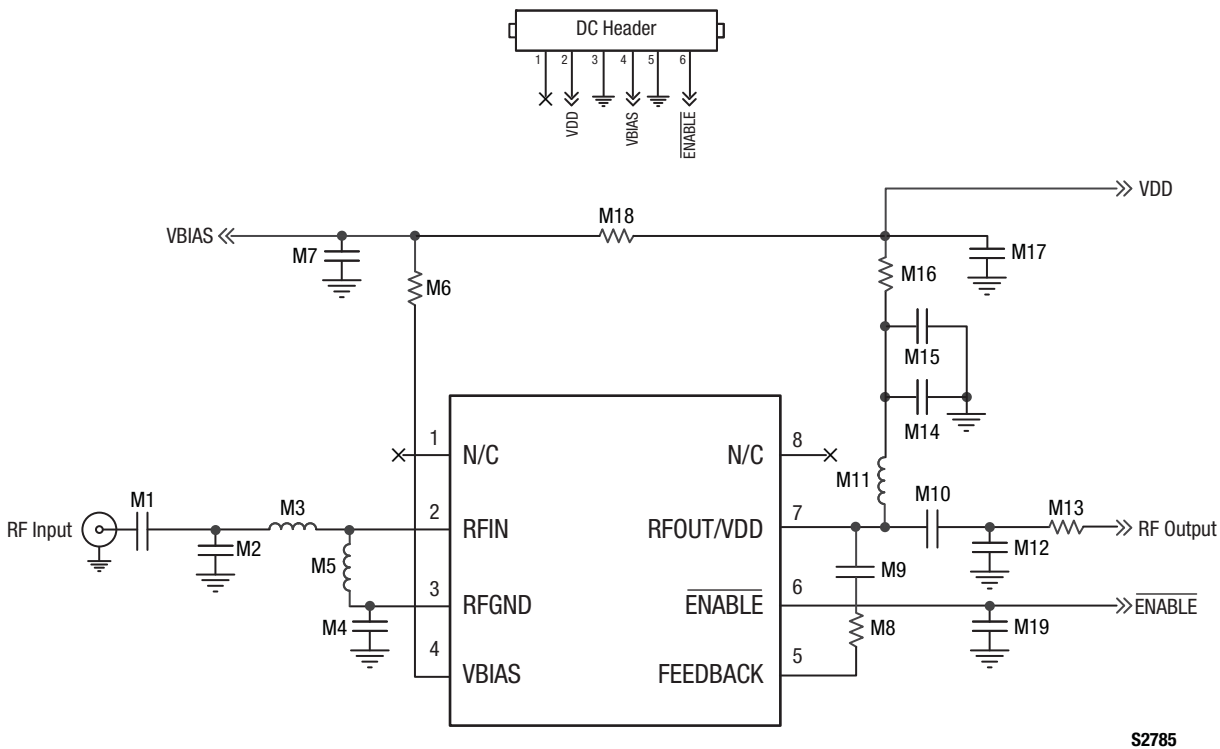 DC Header
1 2 3 4 5 6
VDD
VBIAS
ENABLE
VDD
M18
VBIAS
M7
M17
M16
M6
M15
M14
1
N/C
8
N/C
M11
M10
M13
M1
M3
2
RFIN
7
RFOUT/VDD
RF Input
RF Output
M2
M12
M5
M9
3
RFGND
6
ENABLE
ENABLE
M4
M8
M19
4
VBIAS
5
FEEDBACK
S2785